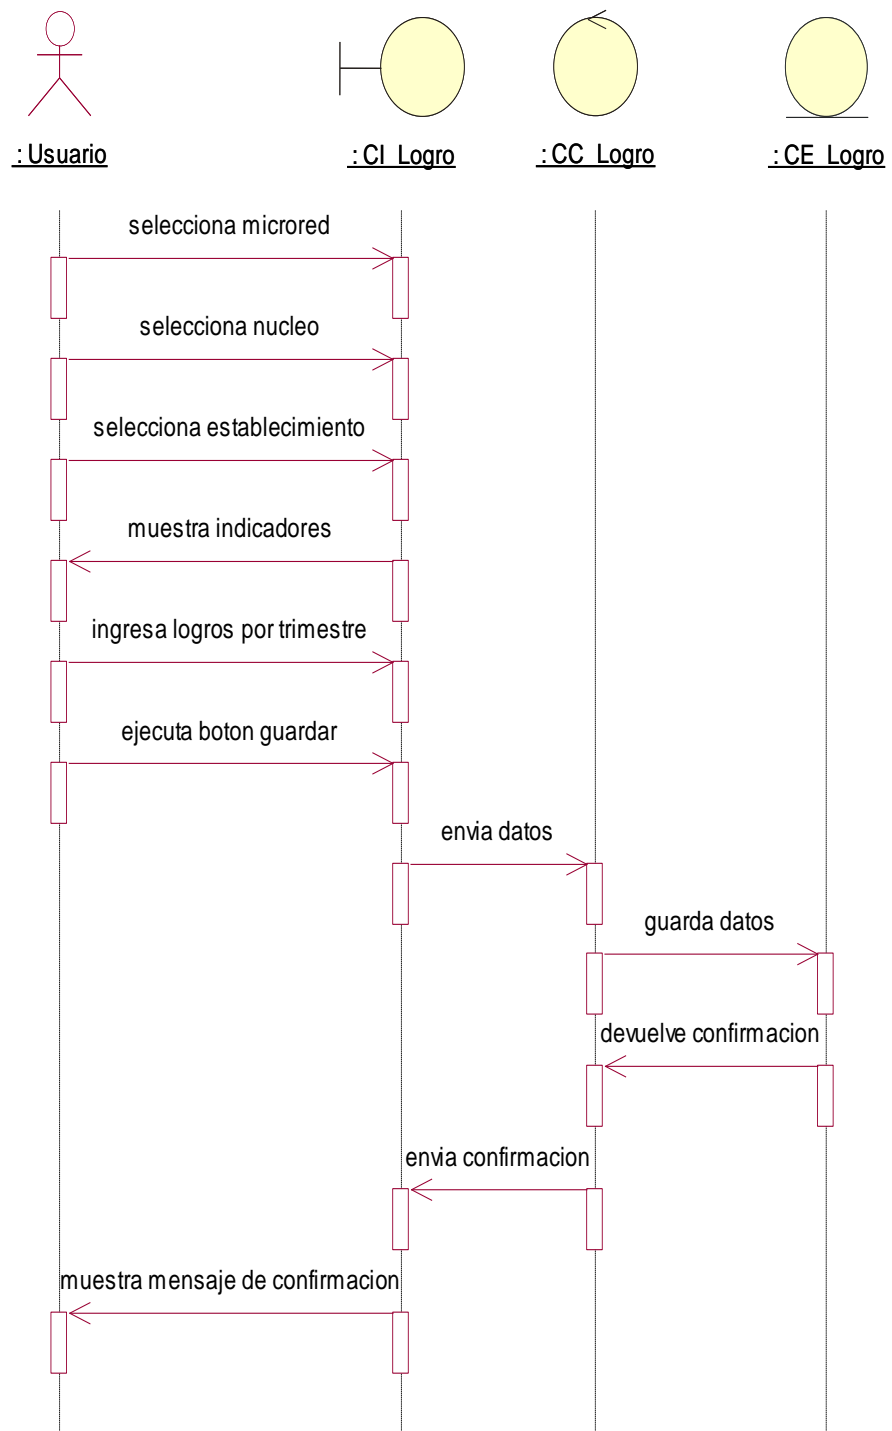 : Usuario
: CI_Logro
: CC_Logro
: CE_Logro
selecciona microred
selecciona nucleo
selecciona establecimiento
muestra indicadores
ingresa logros por trimestre
ejecuta boton guardar
envia datos
guarda datos
devuelve confirmacion
envia confirmacion
muestra mensaje de confirmacion